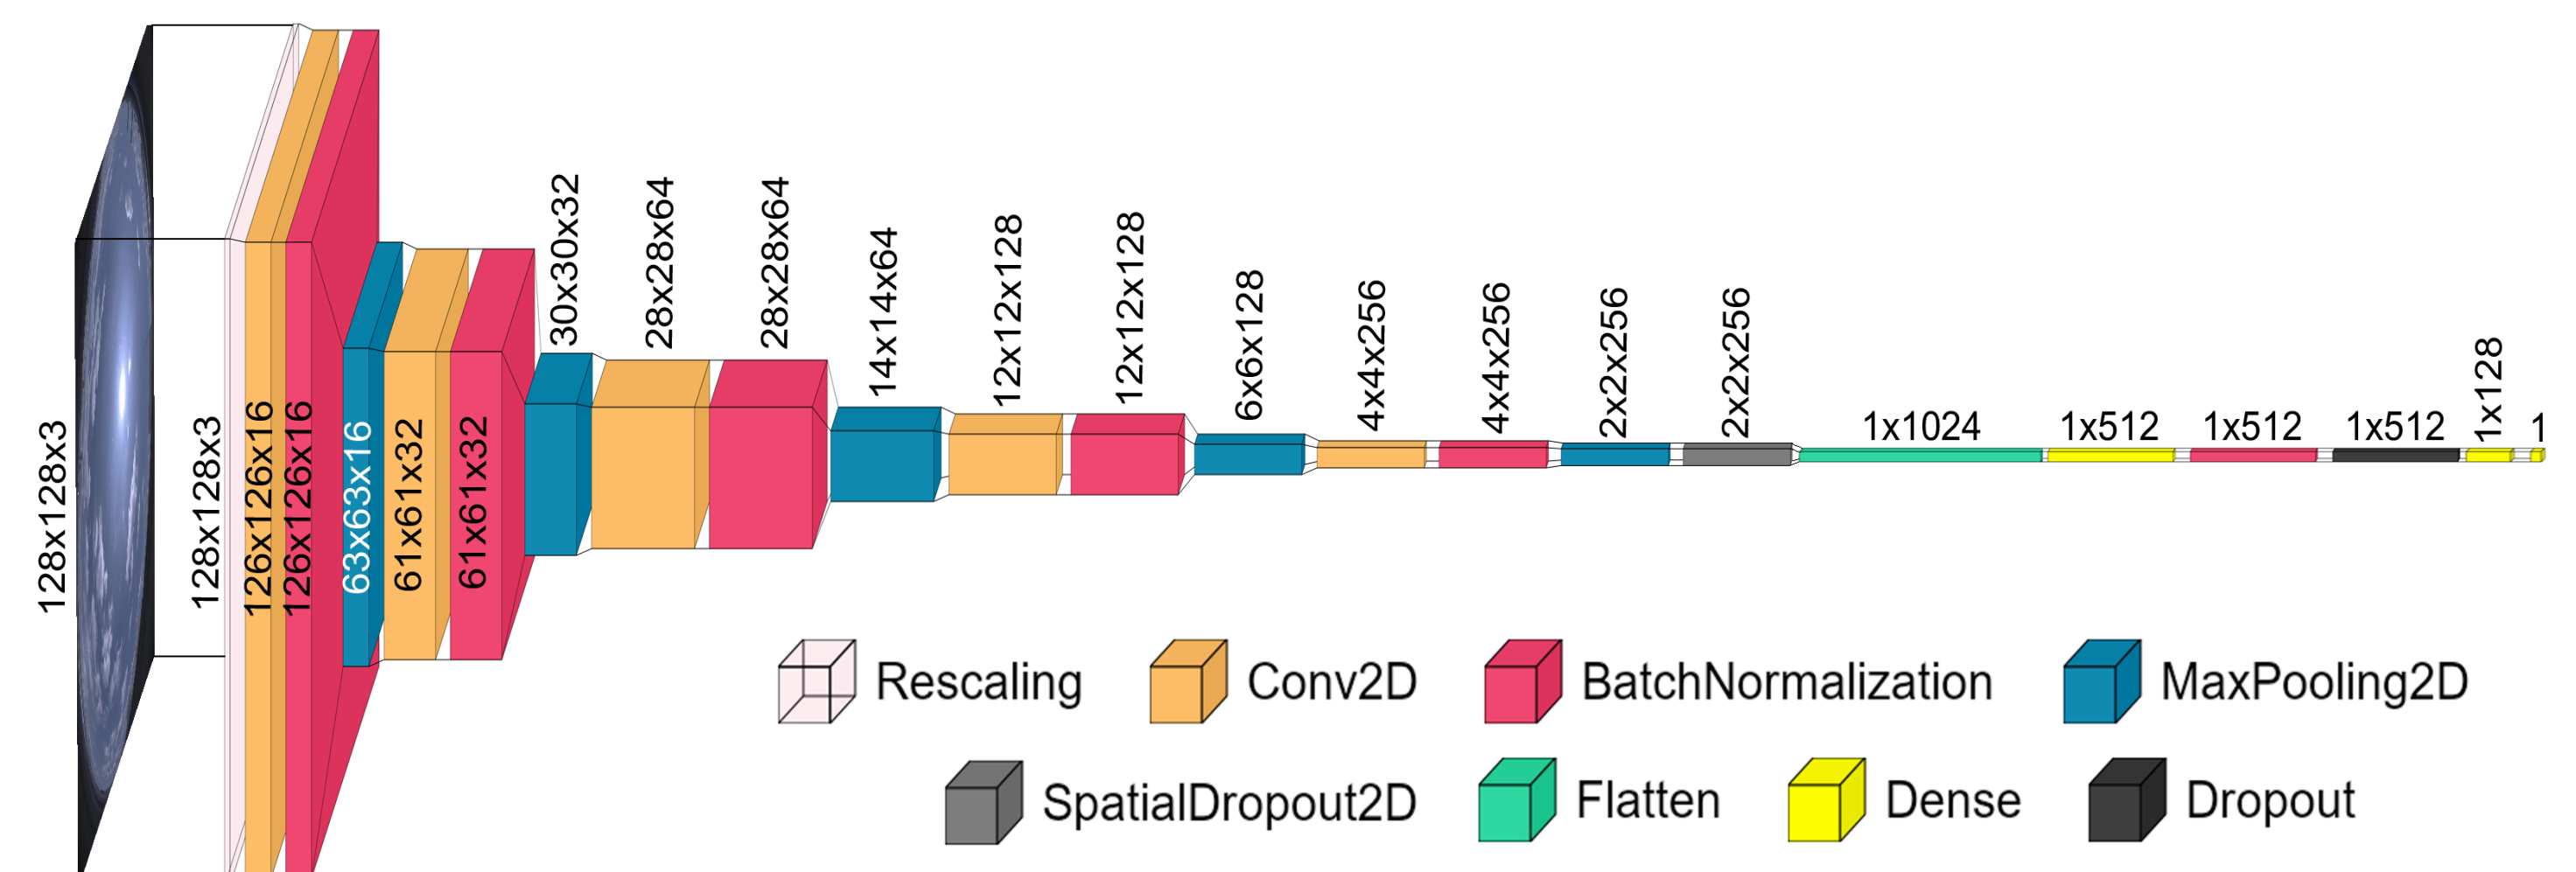 128x128x3
128x128x3
126x126x16
126x126x16
63x63x16
61x61x32
61x61x32
30x30x32
28x28x64
28x28x64
14x14x64
12x12x128
12x12x128
6x6x128
4x4x256
4x4x256
2x2x256
2x2x256
1x1024
1x512
1x512
1x512
1x128
1
Rescaling
Conv2D
BatchNormalization
MaxPooling2D
SpatialDropout2D
Flatten
Dense
Dropout